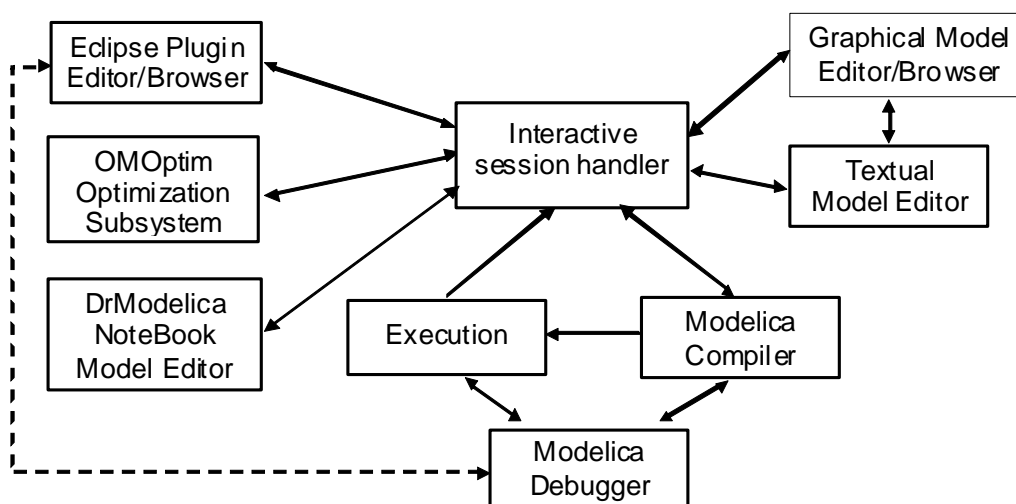 Eclipse Plugin
Editor/Browser
Graphical Model
Editor/Browser
Interactive
session handler
OMOptim
Optimization
Subsystem
Textual
Model Editor
DrModelica
NoteBook
Model Editor
Execution
Modelica
Compiler
Modelica
Debugger